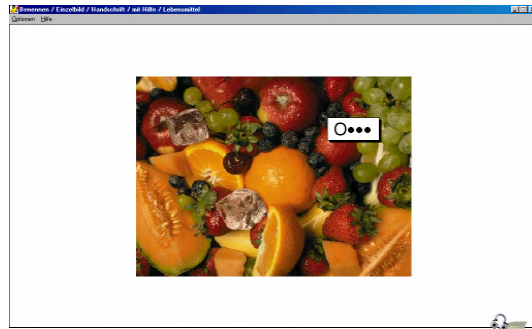 Benennen / Einzelbild / Handschrift / mit Hilfe / Lebensmittel
Optionen Hilfe
O●●●